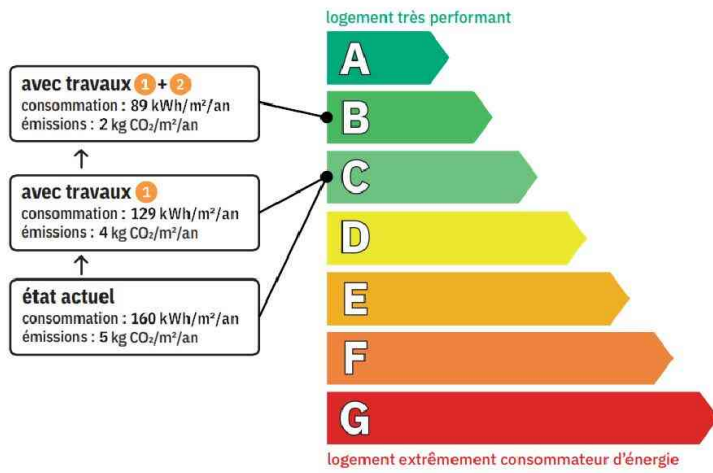 logement très performant
A
avec travaux 1 + 2
consommation : 89 kWh/m²/an
émissions : 2 kg CO₂/m²/an
B
avec travaux 1
consommation : 129 kWh/m²/an
émissions : 4 kg CO₂/m²/an
C
D
état actuel
consommation : 160 kWh/m²/an
émissions : 5 kg CO₂/m²/an
E
F
G
logement extrêmement consommateur d'énergie